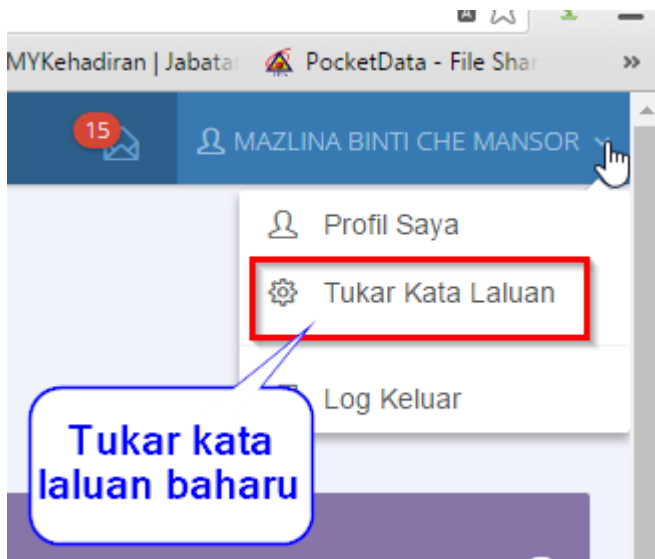 MYKehadiran | Jabata
PocketData - File Shar
»
15
MAZLINA BINTI CHE MANSOR
Profil Saya
Tukar Kata Laluan
Log Keluar
Tukar kata
laluan baharu